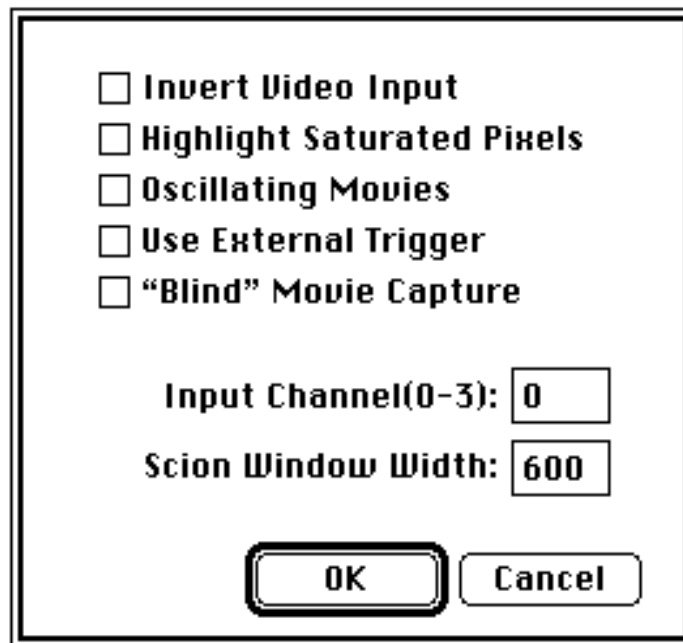 Invert Video Input
Highlight Saturated Pixels
Oscillating Movies
Use External Trigger
“Blind” Movie Capture
Input Channel(0-3): 0
Scion Window Width: 600
OK Cancel